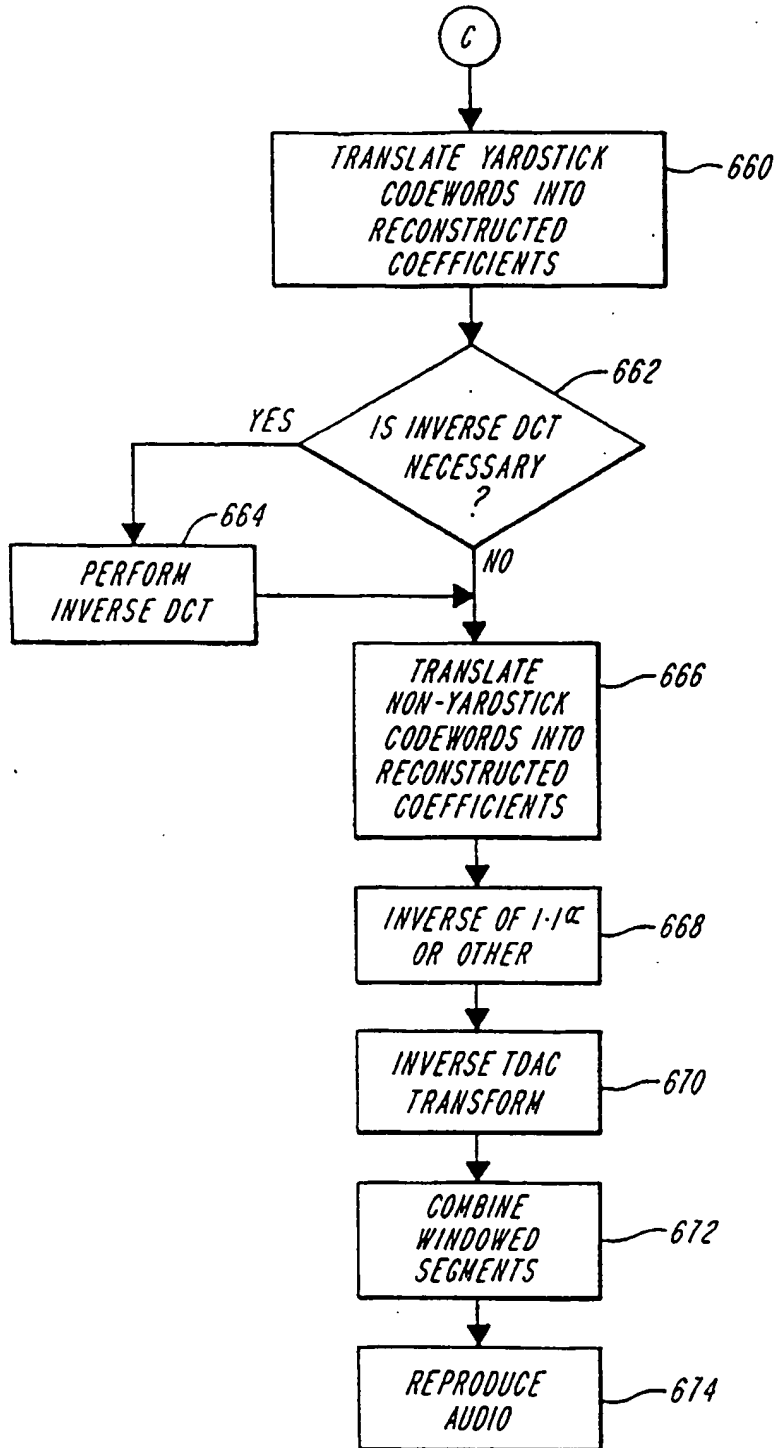 C
TRANSLATE YARDSTICK
CODEWORDS INTO
RECONSTRUCTED
COEFFICIENTS
660
662
IS INVERSE DCT
NECESSARY
?
YES
NO
664
PERFORM
INVERSE DCT
TRANSLATE
NON-YARDSTICK
CODEWORDS INTO
RECONSTRUCTED
COEFFICIENTS
666
INVERSE OF |·|α
OR OTHER
668
INVERSE TDAC
TRANSFORM
670
COMBINE
WINDOWED
SEGMENTS
672
REPRODUCE
AUDIO
674